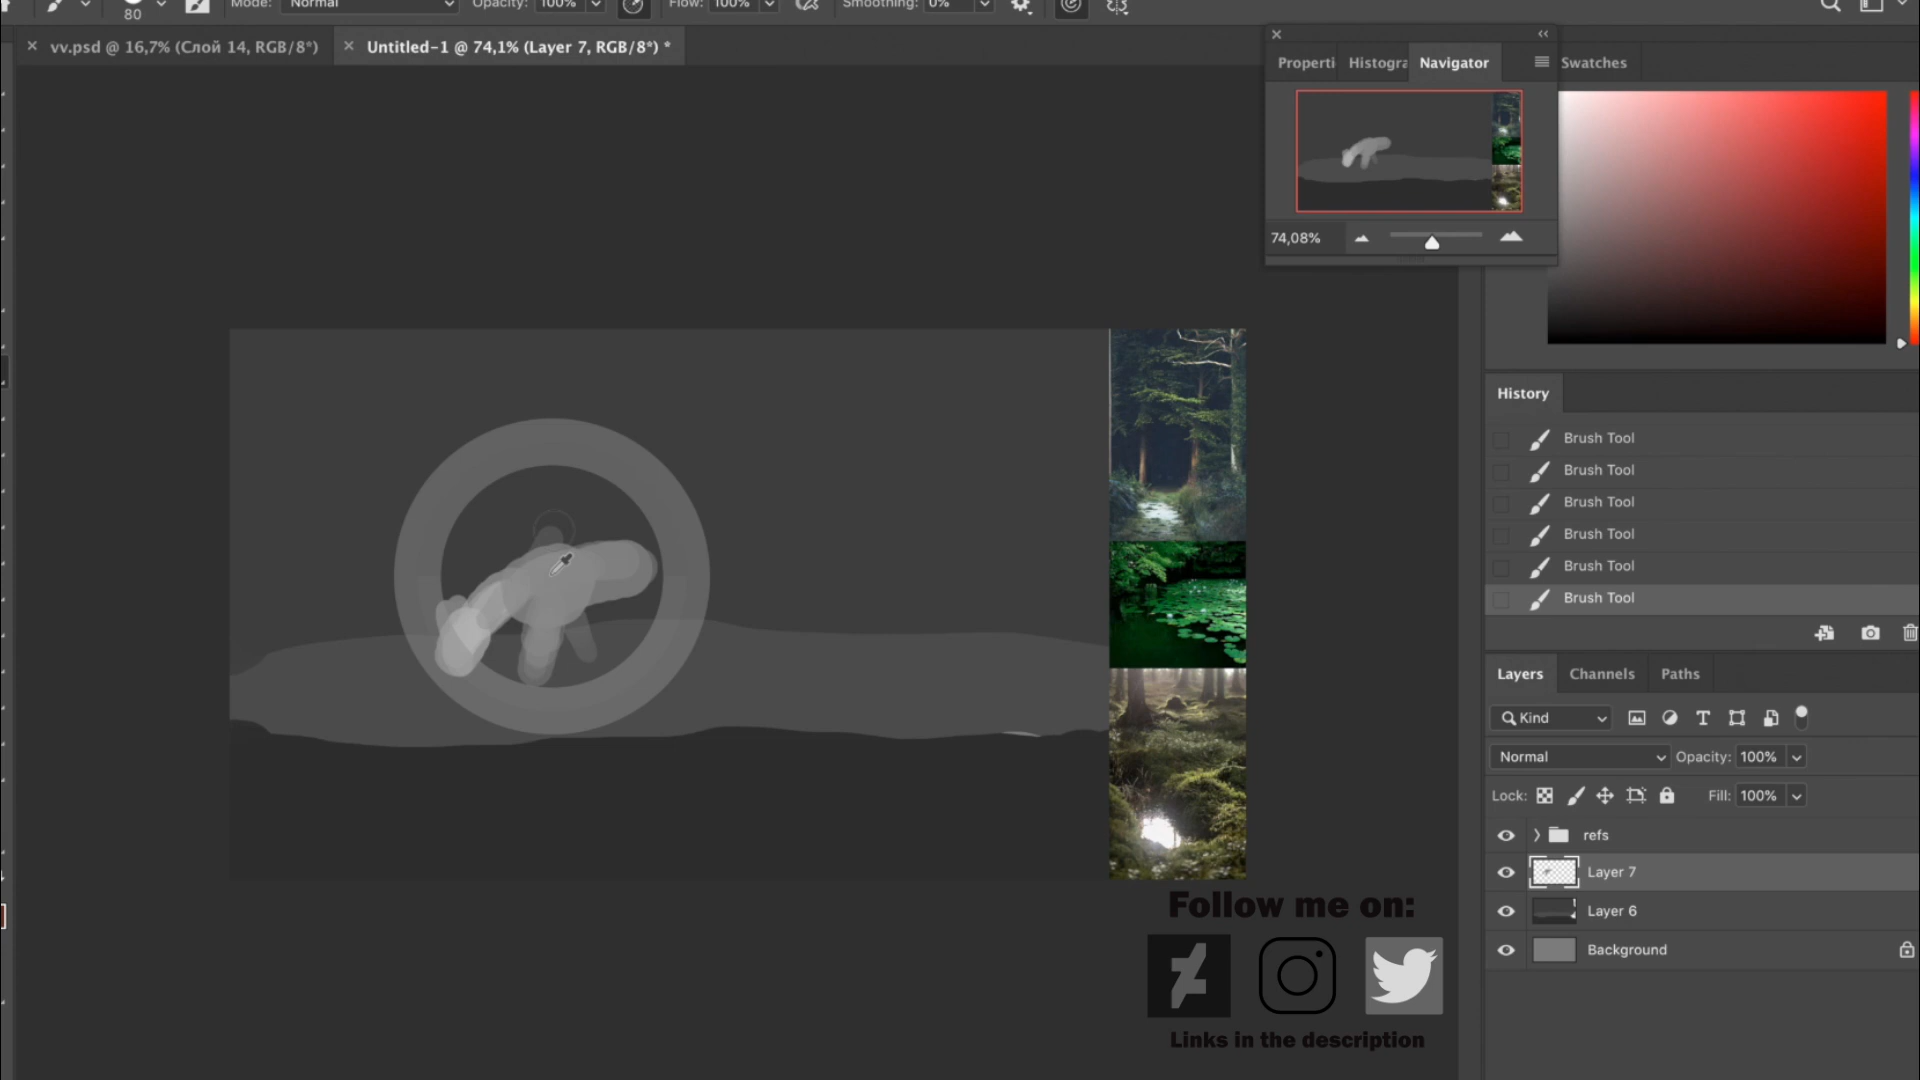 80
Mode: Normal Opacity: 100% Flow: 100% Smoothing: 0%
vv.psd @ 16,7% (Слой 14, RGB/8*)
Untitled-1 @ 74,1% (Layer 7, RGB/8*) *
Properti Histogra Navigator
Swatches
74,08%
History
Brush Tool
Brush Tool
Brush Tool
Brush Tool
Brush Tool
Brush Tool
Layers Channels Paths
Kind
Normal Opacity: 100%
Lock: Fill: 100%
refs
Layer 7
Layer 6
Background
Follow me on:
Links in the description